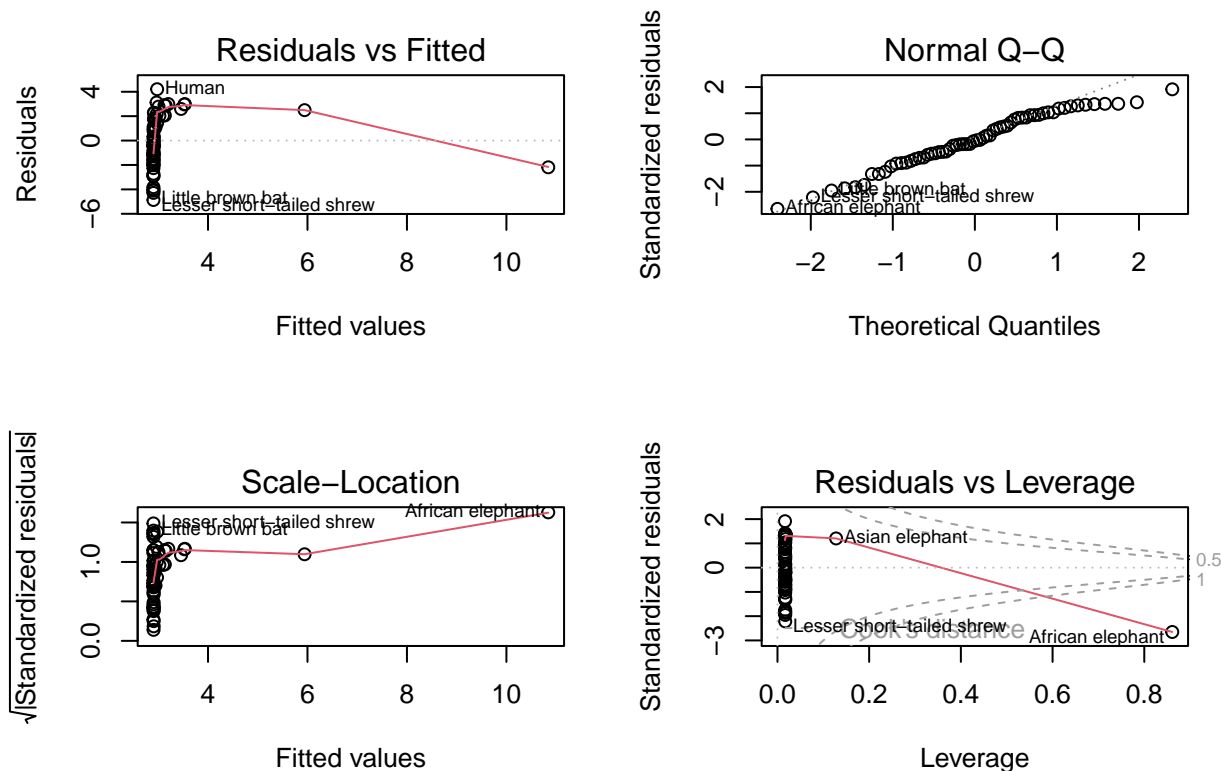 Residuals vs Fitted
Residuals
4
0
−6
Human
Little brown bat
Lesser short−tailed shrew
4 6 8 10
Fitted values
Normal Q−Q
Standardized residuals
2
0
−2
Little brown bat
Lesser short−tailed shrew
African elephant
−2 −1 0 1 2
Theoretical Quantiles
Scale−Location
√|Standardized residuals|
1.0
0.0
Lesser short−tailed shrew
Little brown bat
African elephant
4 6 8 10
Fitted values
Residuals vs Leverage
Standardized residuals
2
0
−3
Asian elephant
0.5
1
Lesser short−tailed shrew
Cook's distance
African elephant
0.0 0.2 0.4 0.6 0.8
Leverage